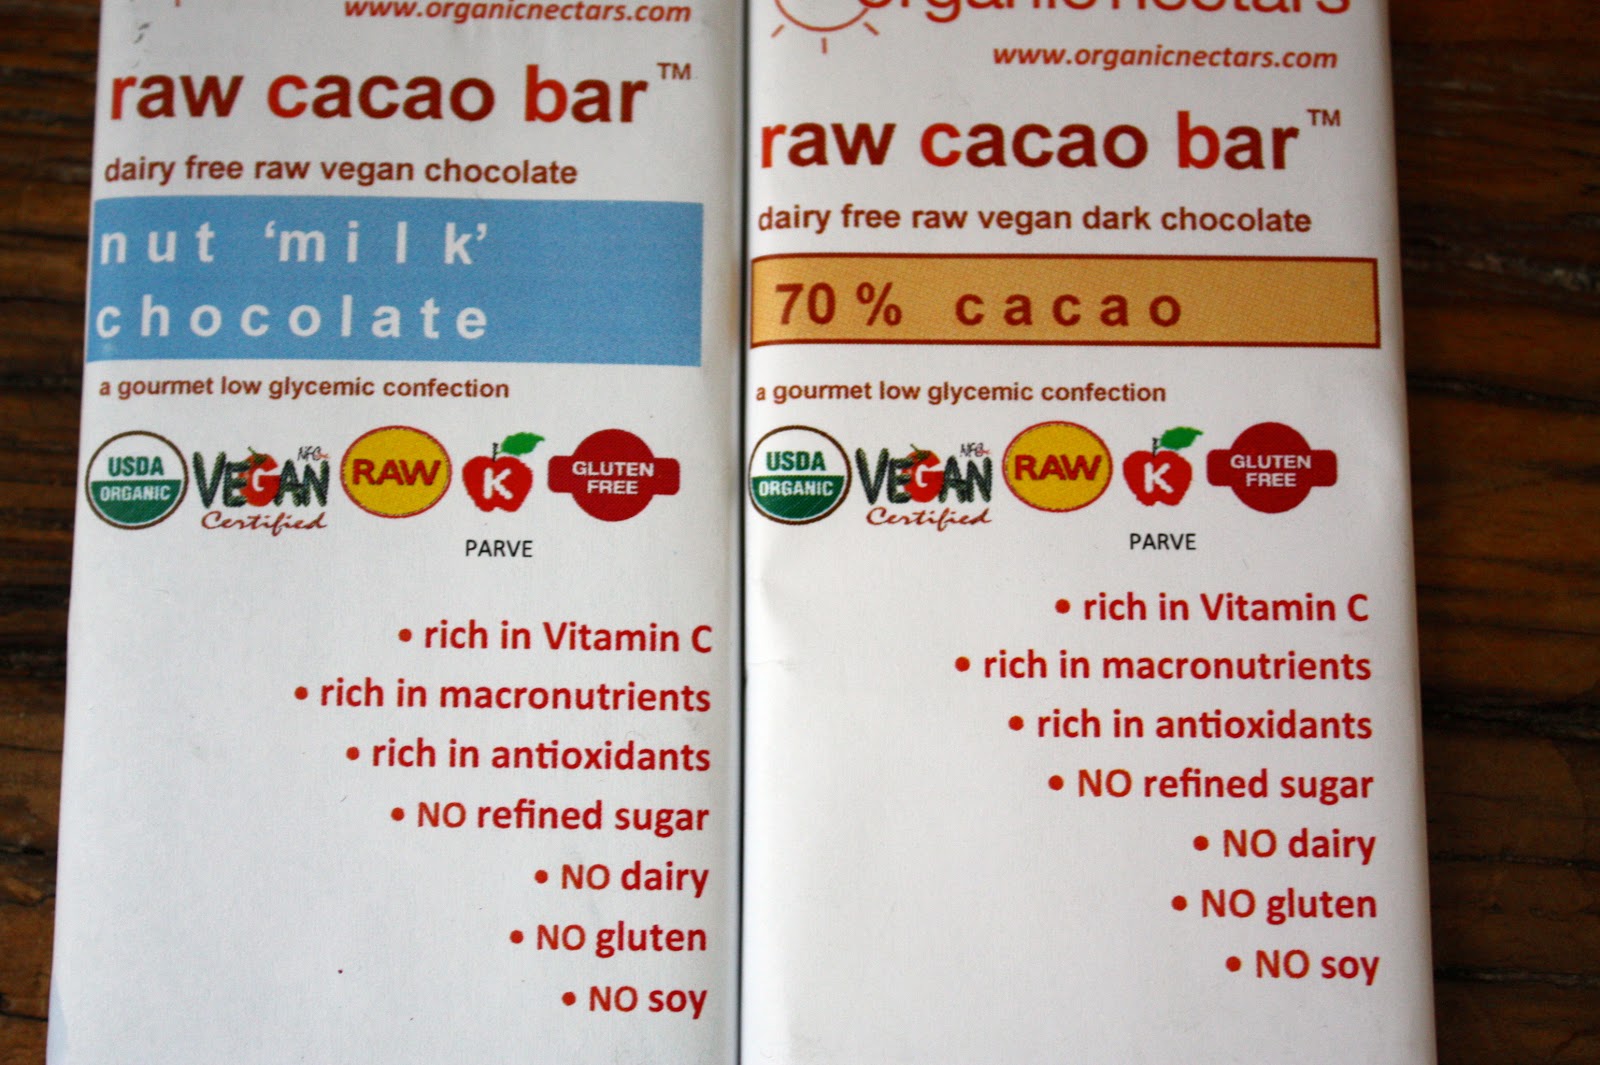 www.organicnectars.com
raw cacao bar™
dairy free raw vegan chocolate
nut ‘milk’
chocolate
a gourmet low glycemic confection
USDA
ORGANIC
VEGAN
Certified
RAW
K
GLUTEN
FREE
PARVE
• rich in Vitamin C
• rich in macronutrients
• rich in antioxidants
• NO refined sugar
• NO dairy
• NO gluten
• NO soy
organic nectars
www.organicnectars.com
raw cacao bar™
dairy free raw vegan dark chocolate
70% cacao
a gourmet low glycemic confection
USDA
ORGANIC
VEGAN
Certified
RAW
K
GLUTEN
FREE
PARVE
• rich in Vitamin C
• rich in macronutrients
• rich in antioxidants
• NO refined sugar
• NO dairy
• NO gluten
• NO soy